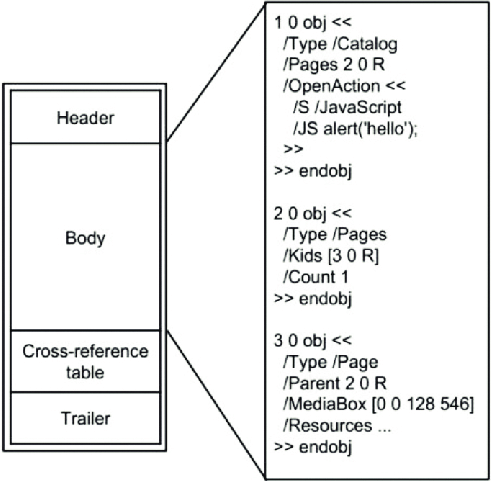 Header
Body
Cross-reference
table
Trailer
1 0 obj <<
/Type /Catalog
/Pages 2 0 R
/OpenAction <<
/S /JavaScript
/JS alert('hello');
>>
>> endobj
2 0 obj <<
/Type /Pages
/Kids [3 0 R]
/Count 1
>> endobj
3 0 obj <<
/Type /Page
/Parent 2 0 R
/MediaBox [0 0 128 546]
/Resources ...
>> endobj